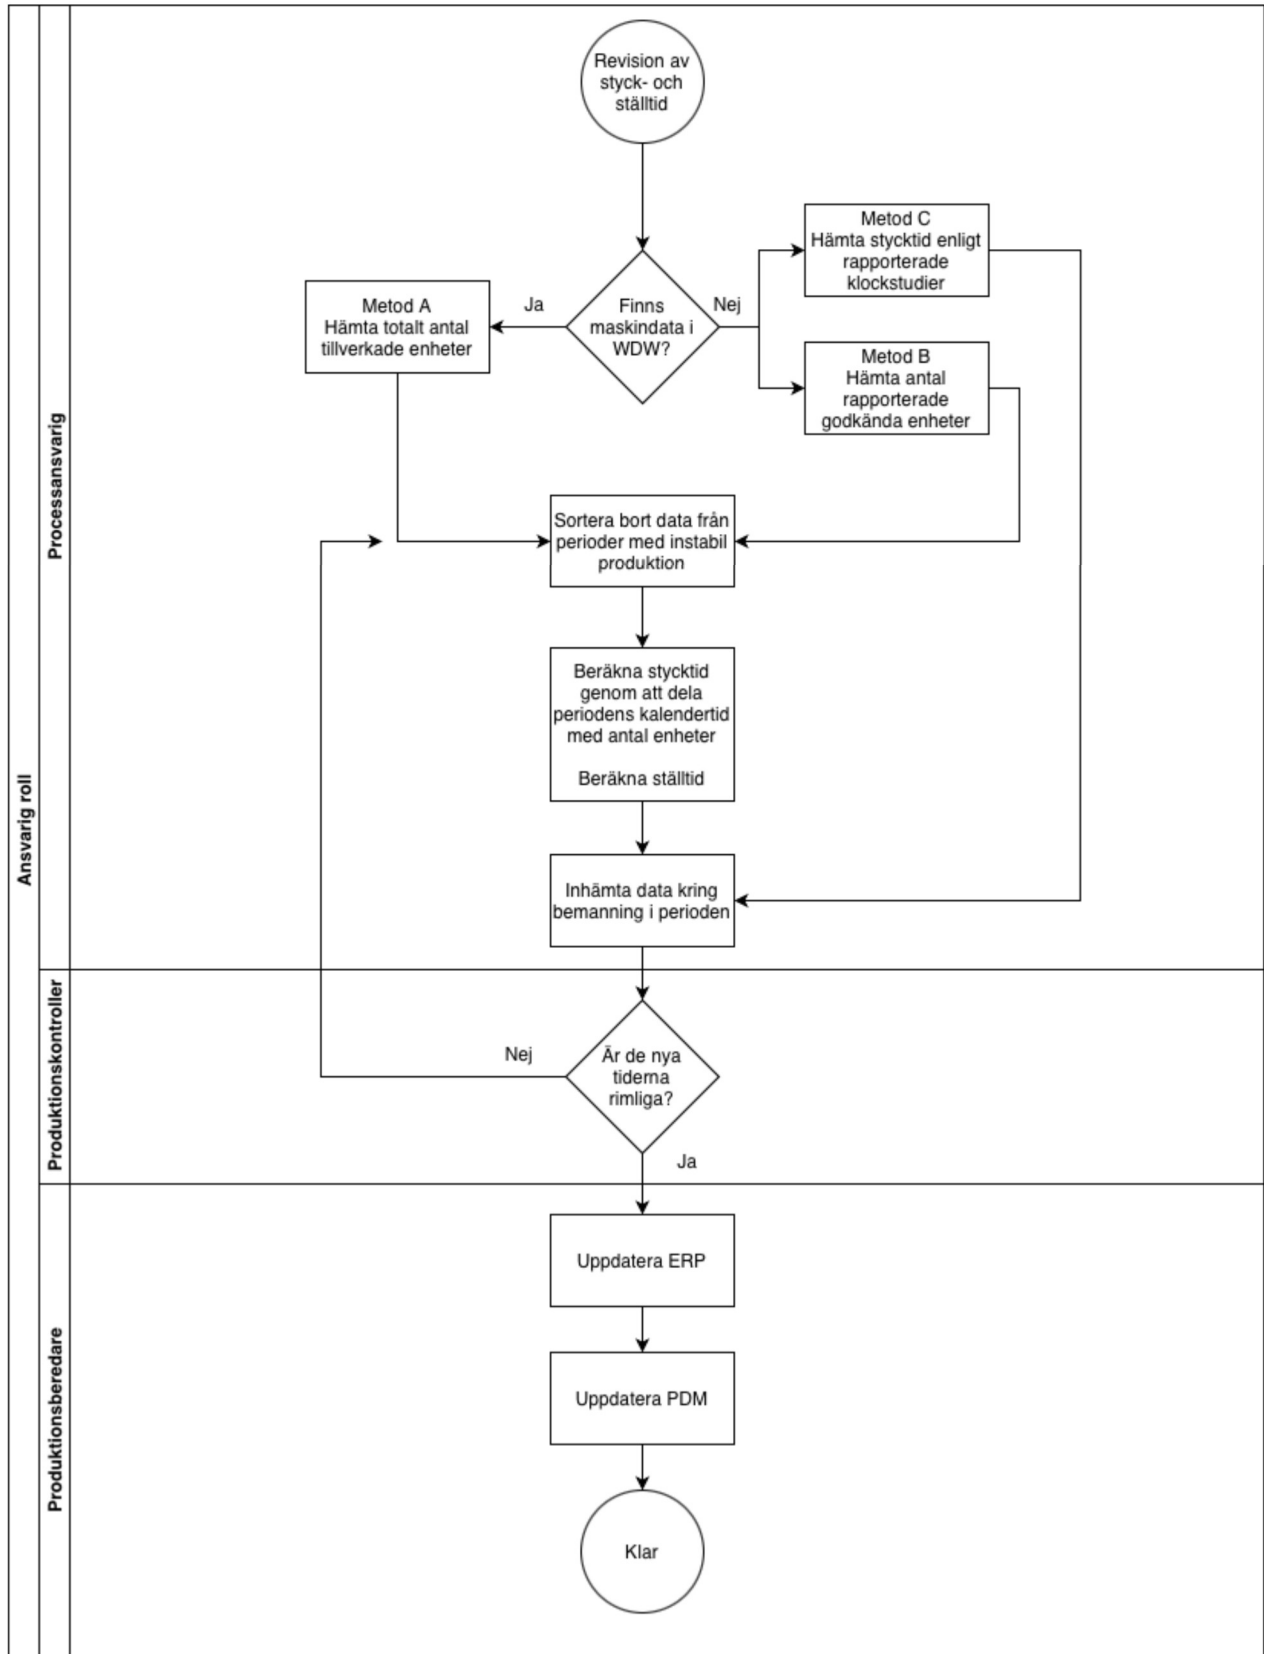 Revision av
styck- och
ställtid
Metod C
Hämta stycktid enligt
rapporterade
klockstudier
Metod A
Hämta totalt antal
tillverkade enheter
Ja
Finns
maskindata i
WDW?
Nej
Metod B
Hämta antal
rapporterade
godkända enheter
Processansvarig
Sortera bort data från
perioder med instabil
produktion
Beräkna stycktid
genom att dela
periodens kalendertid
med antal enheter
Beräkna ställtid
Ansvarig roll
Inhämta data kring
bemanning i perioden
Produktionskontroller
Nej
Är de nya
tiderna
rimliga?
Ja
Produktionsberedare
Uppdatera ERP
Uppdatera PDM
Klar